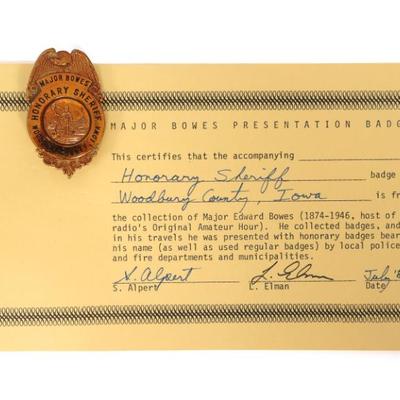 MAJOR BOWES
HONORARY SHERIFF
MAJOR BOWES PRESENTATION BADG
This certifies that the accompanying
Honorary Sheriff badge
Woodbury County, Iowa is fr
the collection of Major Edward Bowes (1874-1946, host of
radio's Original Amateur Hour). He collected badges, and
in his travels he was presented with honorary badges bear
his name (as well as used regular badges) by local police
and fire departments and municipalities.
S. Alpert L. Elman July '8
S. Alpert L. Elman Date